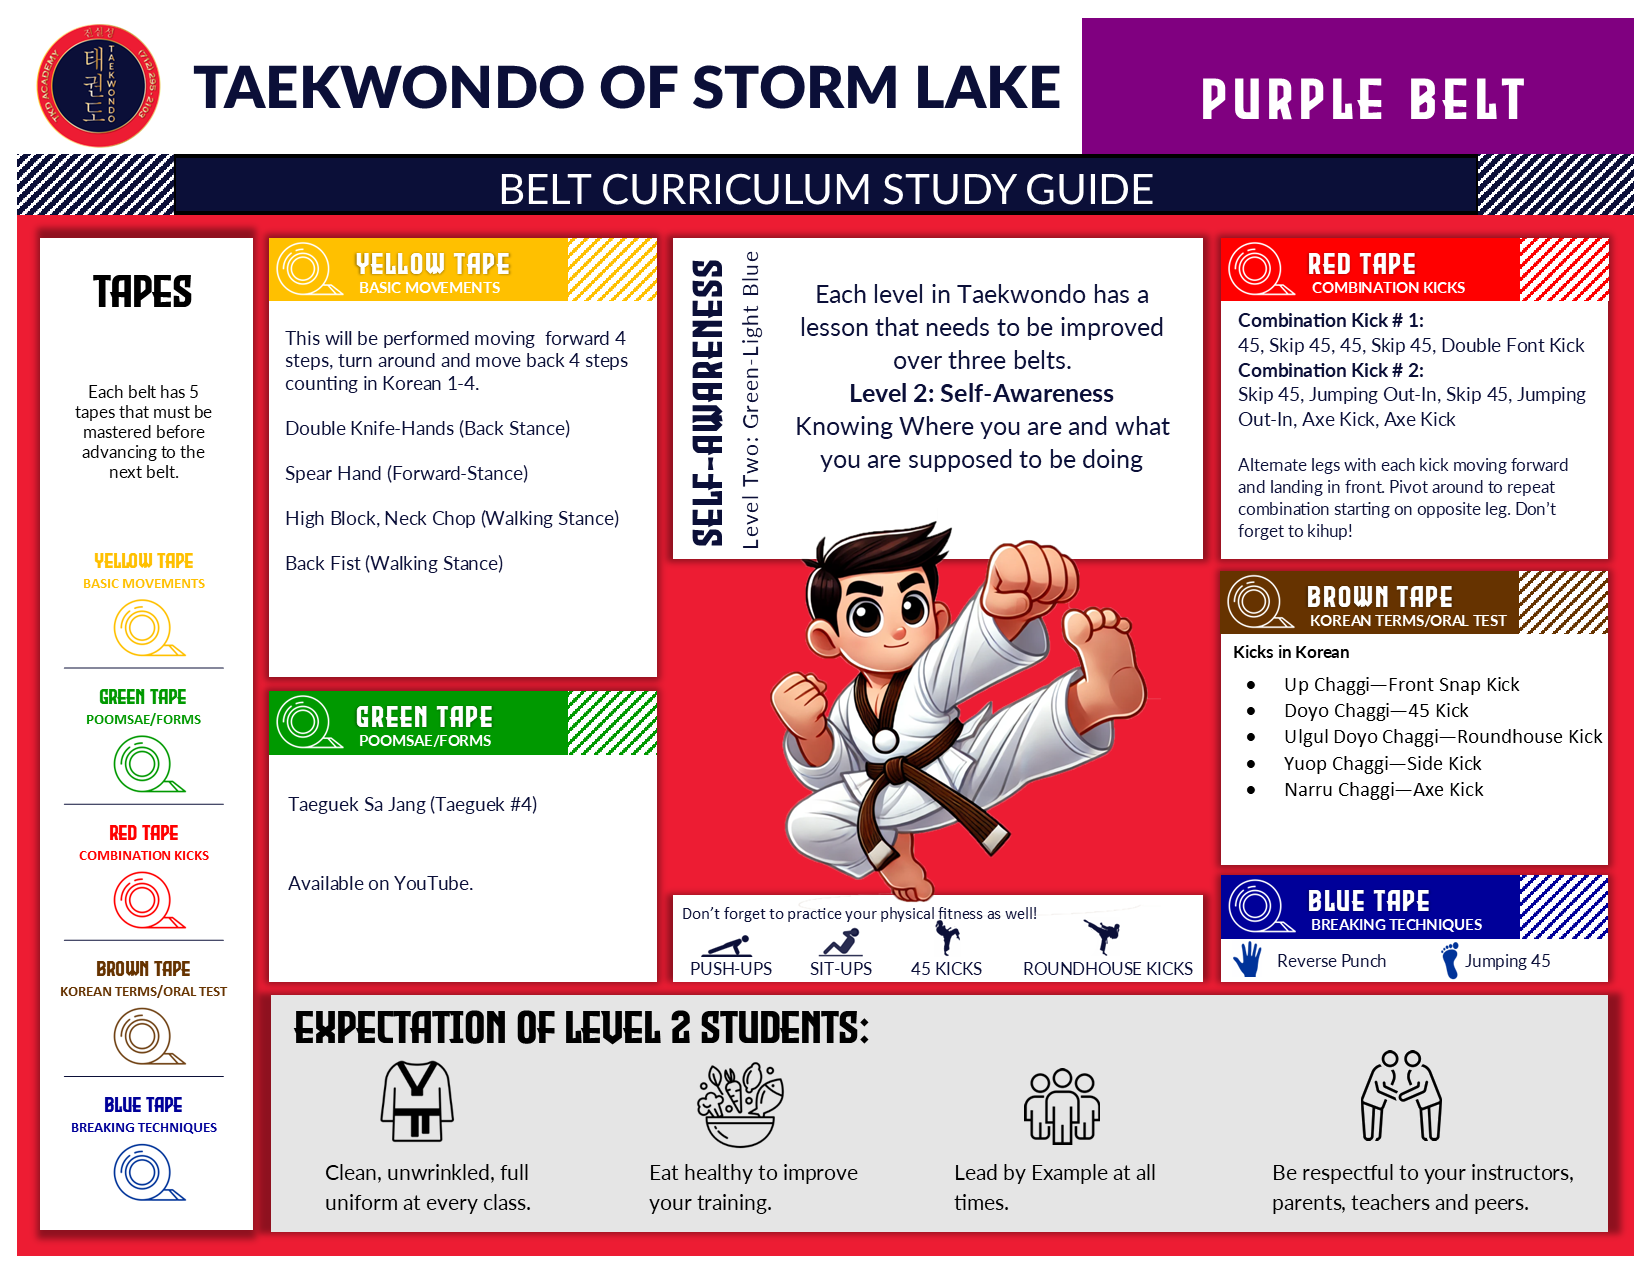 전심성
태권도
TAEKWONDO
TKD ACADEMY
(712)295-2103
TAEKWONDO OF STORM LAKE
PURPLE BELT
BELT CURRICULUM STUDY GUIDE
TAPES
Each belt has 5
tapes that must be
mastered before
advancing to the
next belt.
YELLOW TAPE
BASIC MOVEMENTS
GREEN TAPE
POOMSAE/FORMS
RED TAPE
COMBINATION KICKS
BROWN TAPE
KOREAN TERMS/ORAL TEST
BLUE TAPE
BREAKING TECHNIQUES
YELLOW TAPE
BASIC MOVEMENTS
This will be performed moving  forward 4
steps, turn around and move back 4 steps
counting in Korean 1-4.
Double Knife-Hands (Back Stance)
Spear Hand (Forward-Stance)
High Block, Neck Chop (Walking Stance)
Back Fist (Walking Stance)
GREEN TAPE
POOMSAE/FORMS
Taeguek Sa Jang (Taeguek #4)
Available on YouTube.
SELF-AWARENESS
Level Two: Green-Light Blue
Each level in Taekwondo has a
lesson that needs to be improved
over three belts.
Level 2: Self-Awareness
Knowing Where you are and what
you are supposed to be doing
Don't forget to practice your physical fitness as well!
PUSH-UPS
SIT-UPS
45 KICKS
ROUNDHOUSE KICKS
RED TAPE
COMBINATION KICKS
Combination Kick # 1:
45, Skip 45, 45, Skip 45, Double Font Kick
Combination Kick # 2:
Skip 45, Jumping Out-In, Skip 45, Jumping
Out-In, Axe Kick, Axe Kick
Alternate legs with each kick moving forward
and landing in front. Pivot around to repeat
combination starting on opposite leg. Don't
forget to kihup!
BROWN TAPE
KOREAN TERMS/ORAL TEST
Kicks in Korean
● Up Chaggi—Front Snap Kick
● Doyo Chaggi—45 Kick
● Ulgul Doyo Chaggi—Roundhouse Kick
● Yuop Chaggi—Side Kick
● Narru Chaggi—Axe Kick
BLUE TAPE
BREAKING TECHNIQUES
Reverse Punch
Jumping 45
EXPECTATION OF LEVEL 2 STUDENTS:
Clean, unwrinkled, full
uniform at every class.
Eat healthy to improve
your training.
Lead by Example at all
times.
Be respectful to your instructors,
parents, teachers and peers.